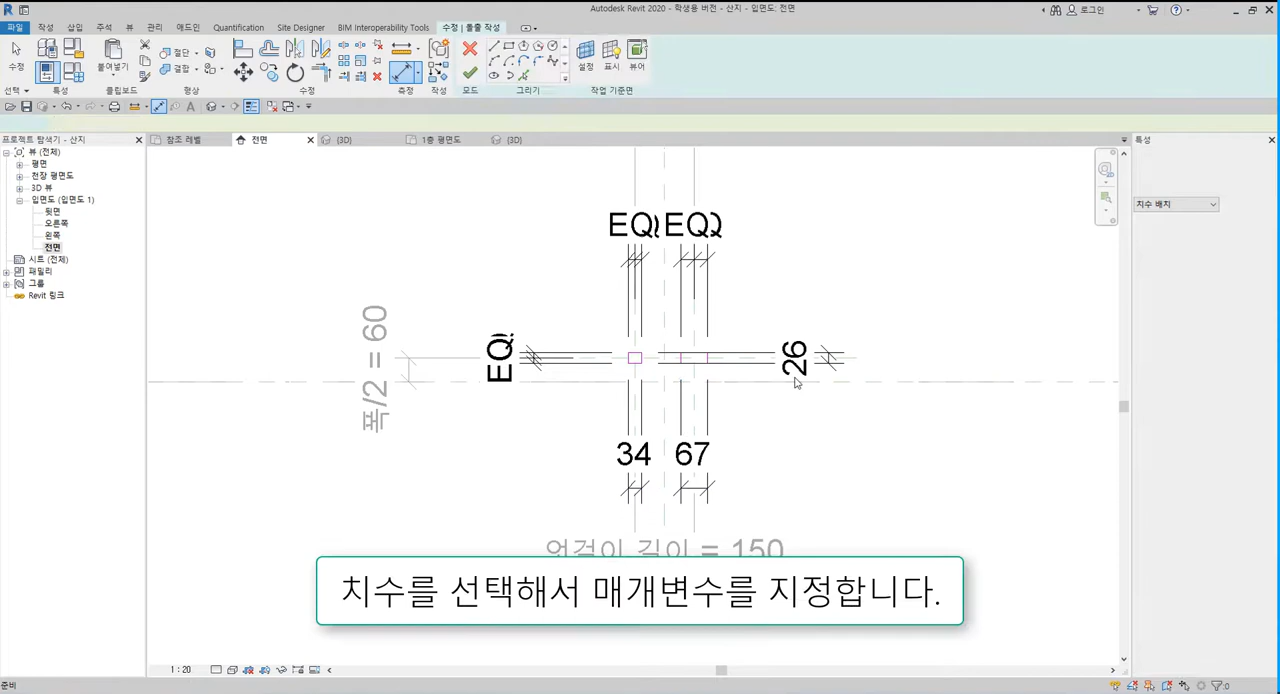 Autodesk Revit 2020 - 학생용 버전 - 산지 - 입면도: 전면
로그인
파일 작성 삽입 주석 뷰 관리 애드인 Quantification Site Designer BIM Interoperability Tools 수정 | 돌출 작성
수정 붙여넣기 절단 결합 설정 표시 뷰어
선택 특성 클립보드 형상 수정 측정 작성 모드 그리기 작업 기준면
프로젝트 탐색기 - 산지
참조 레벨 전면 (3D) 1층 평면도 (3D)
특성
뷰 (전체)
평면
천장 평면도
3D 뷰
입면도 (입면도 1)
뒷면
오른쪽
왼쪽
전면
시트 (전체)
패밀리
그룹
Revit 링크
치수 배치
EQ EQ
폭/2 = 60
EQ
26
34 67
엇걸이 길이 = 150
치수를 선택해서 매개변수를 지정합니다.
1 : 20
준비
:0